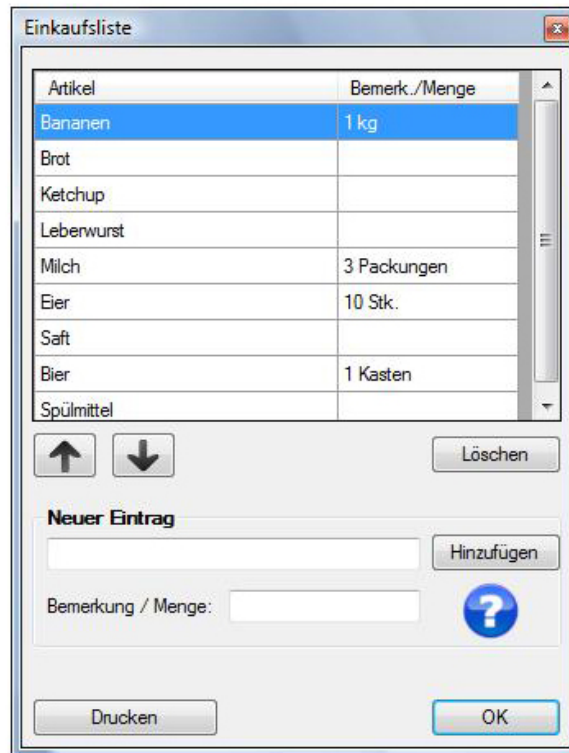 Einkaufsliste
Artikel Bemerk./Menge
Bananen 1 kg
Brot
Ketchup
Leberwurst
Milch 3 Packungen
Eier 10 Stk.
Saft
Bier 1 Kasten
Spülmittel
Löschen
Neuer Eintrag
Hinzufügen
Bemerkung / Menge:
?
Drucken OK